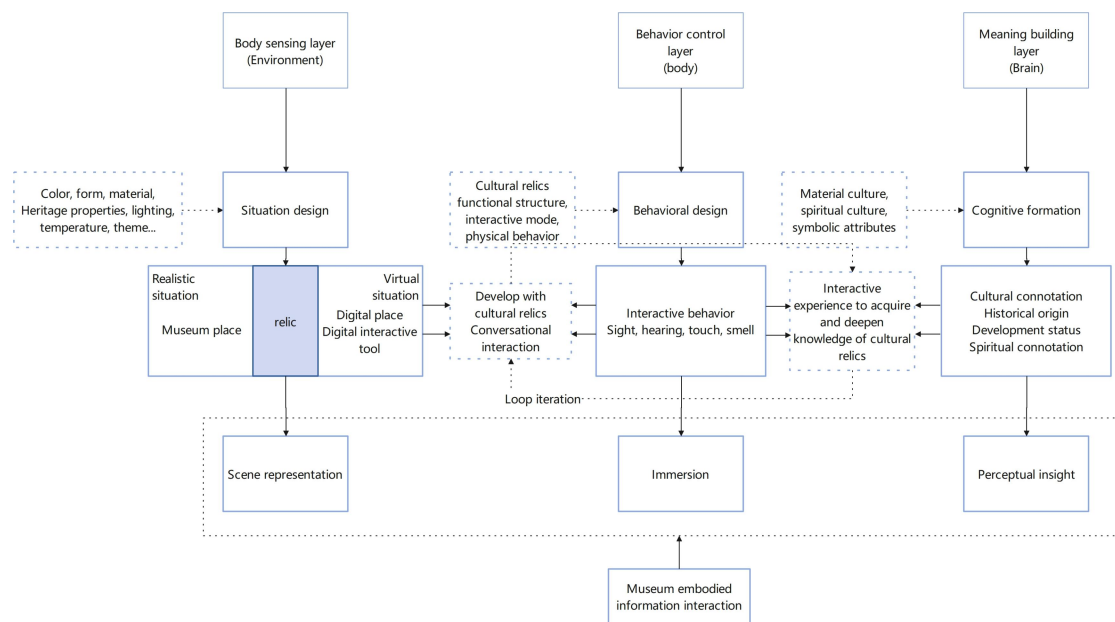 Body sensing layer
(Environment)
Behavior control
layer
(body)
Meaning building
layer
(Brain)
Color, form, material,
Heritage properties, lighting,
temperature, theme...
Situation design
Cultural relics
functional structure,
interactive mode,
physical behavior
Behavioral design
Material culture,
spiritual culture,
symbolic attributes
Cognitive formation
Realistic
situation
Museum place
relic
Virtual
situation
Digital place
Digital interactive
tool
Develop with
cultural relics
Conversational
interaction
Interactive behavior
Sight, hearing, touch, smell
Interactive
experience to acquire
and deepen
knowledge of cultural
relics
Cultural connotation
Historical origin
Development status
Spiritual connotation
Loop iteration
Scene representation
Immersion
Perceptual insight
Museum embodied
information interaction